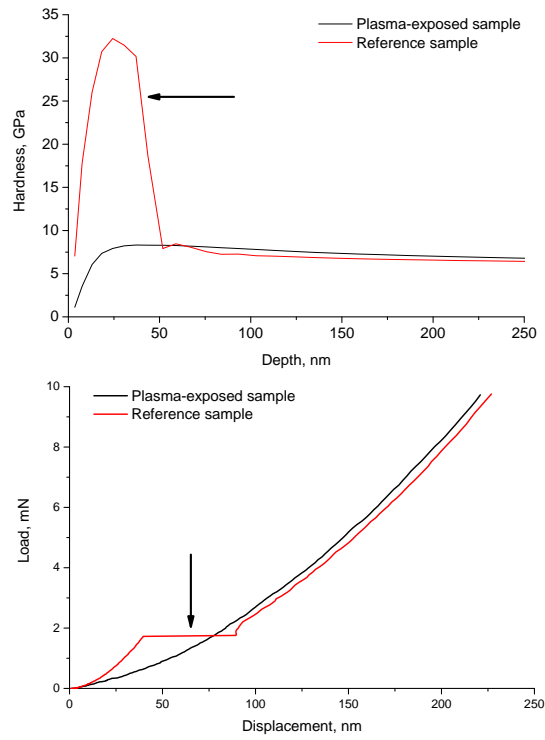 Plasma-exposed sample
Reference sample
Hardness, GPa
35
30
25
20
15
10
5
0
0 50 100 150 200 250
Depth, nm
Plasma-exposed sample
Reference sample
Load, mN
10
8
6
4
2
0
0 50 100 150 200 250
Displacement, nm